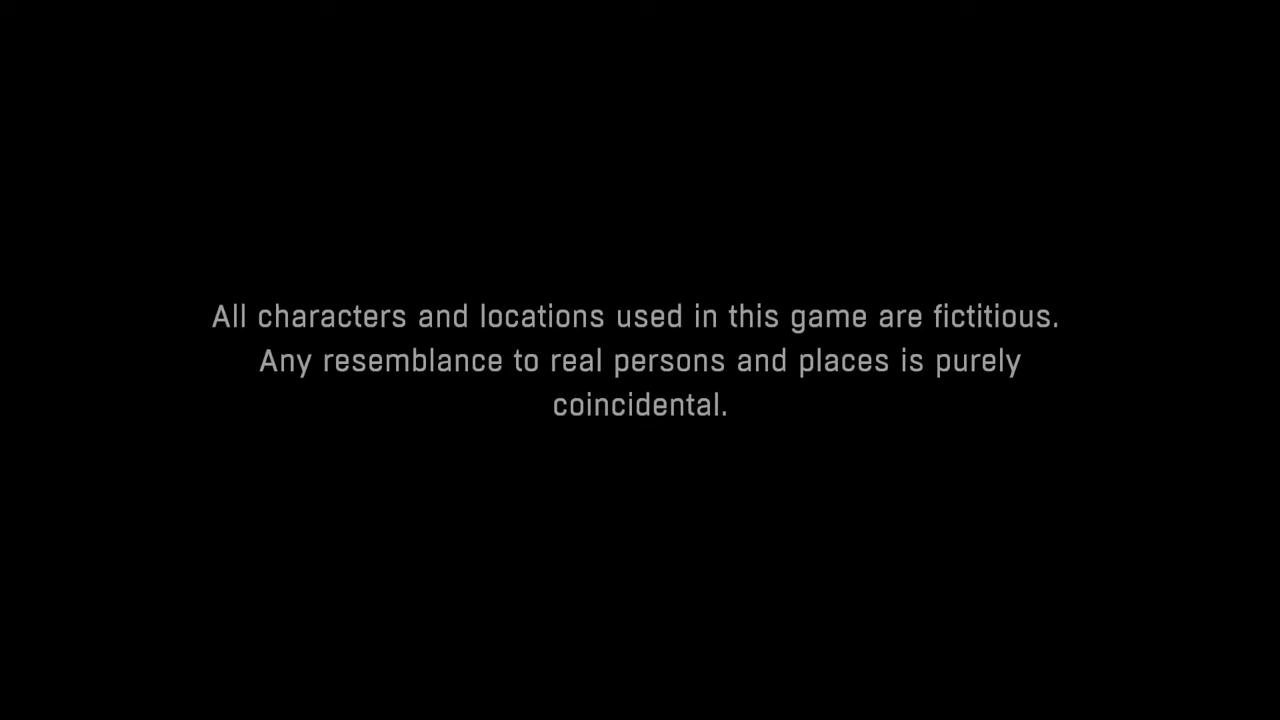 All characters and locations used in this game are fictitious.
Any resemblance to real persons and places is purely
coincidental.